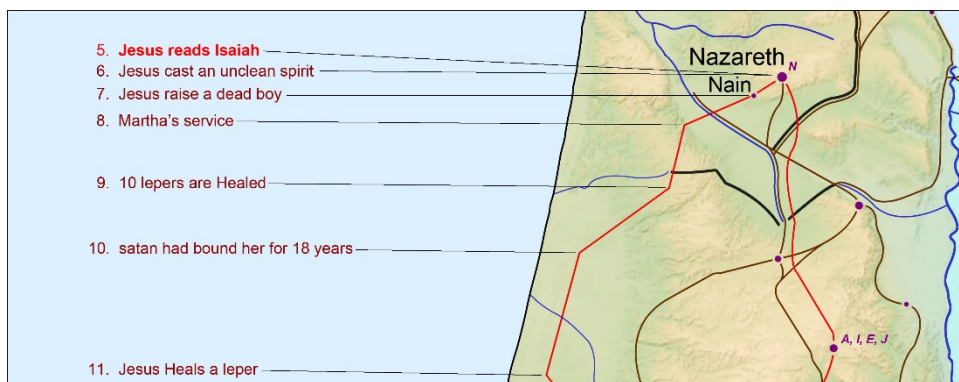 5. Jesus reads Isaiah
6. Jesus cast an unclean spirit
7. Jesus raise a dead boy
8. Martha's service
9. 10 lepers are Healed
10. satan had bound her for 18 years
11. Jesus Heals a leper
Nazareth
N
Nain
A, I, E, J